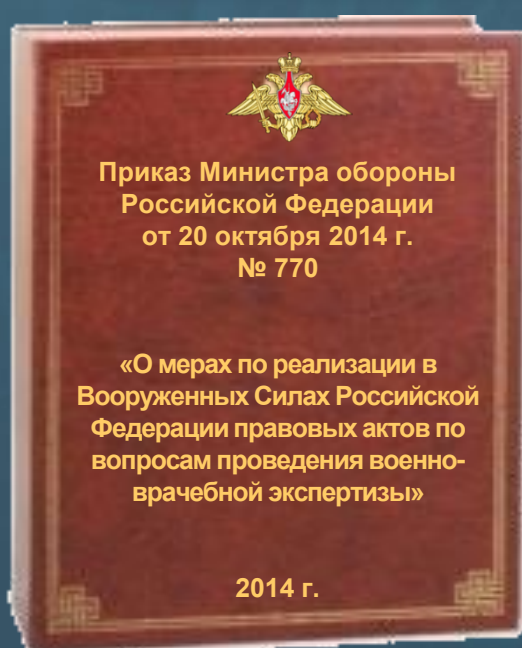 Приказ Министра обороны
Российской Федерации
от 20 октября 2014 г.
№ 770
«О мерах по реализации в
Вооруженных Силах Российской
Федерации правовых актов по
вопросам проведения военно-
врачебной экспертизы»
2014 г.